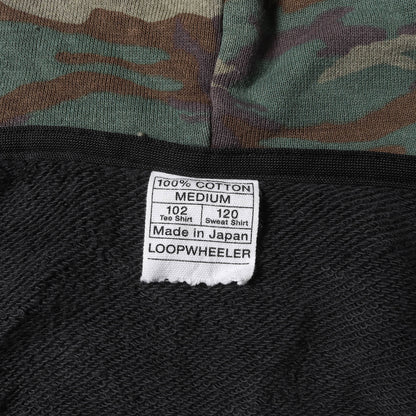 100% COTTON
MEDIUM
102 120
Tee Shirt Sweat Shirt
Made in Japan
LOOPWHEELER